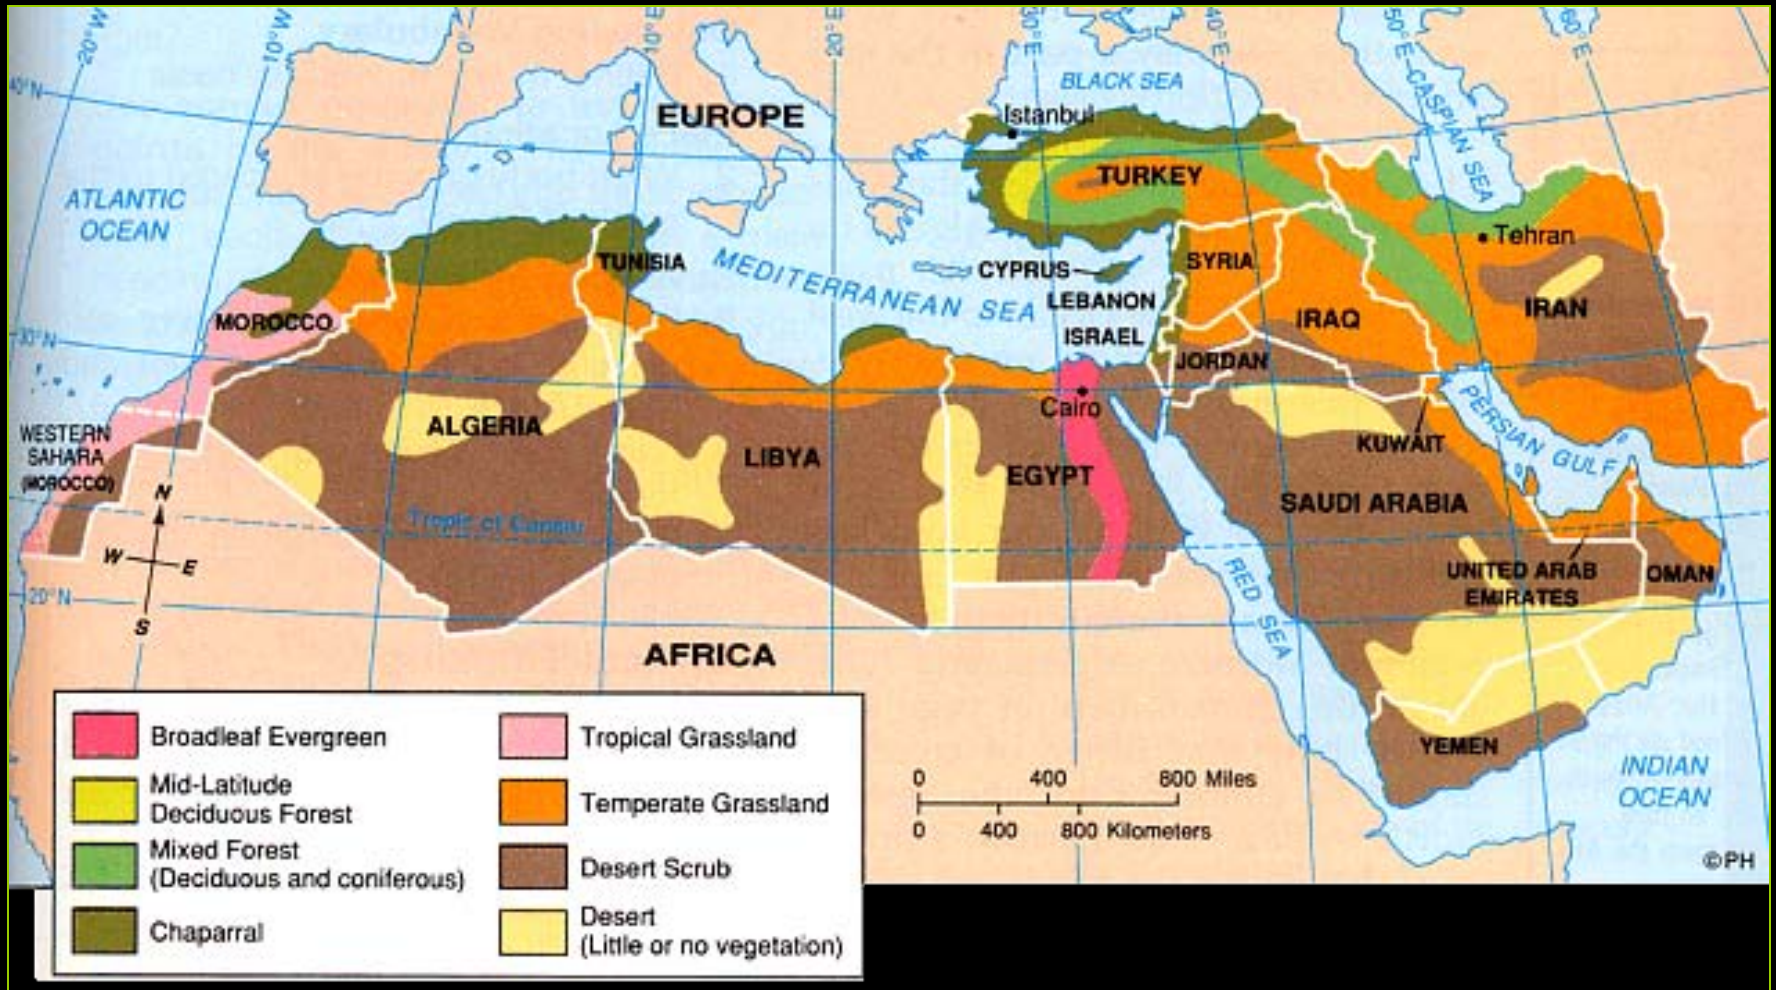 20°W
10°W
0°
10°E
20°E
30°E
40°E
50°E
60°E
40°N
BLACK SEA
CASPIAN SEA
EUROPE
Istanbul
TURKEY
ATLANTIC
OCEAN
Tehran
TUNISIA
MEDITERRANEAN SEA
CYPRUS
SYRIA
LEBANON
IRAQ
IRAN
MOROCCO
ISRAEL
30°N
JORDAN
Cairo
PERSIAN GULF
ALGERIA
LIBYA
EGYPT
KUWAIT
WESTERN
SAHARA
(MOROCCO)
SAUDI ARABIA
N
W
E
S
Tropic of Cancer
RED SEA
UNITED ARAB
EMIRATES
OMAN
20°N
AFRICA
YEMEN
INDIAN
OCEAN
Broadleaf Evergreen
Mid-Latitude
Deciduous Forest
Mixed Forest
(Deciduous and coniferous)
Chaparral
Tropical Grassland
Temperate Grassland
Desert Scrub
Desert
(Little or no vegetation)
0 400 800 Miles
0 400 800 Kilometers
©PH